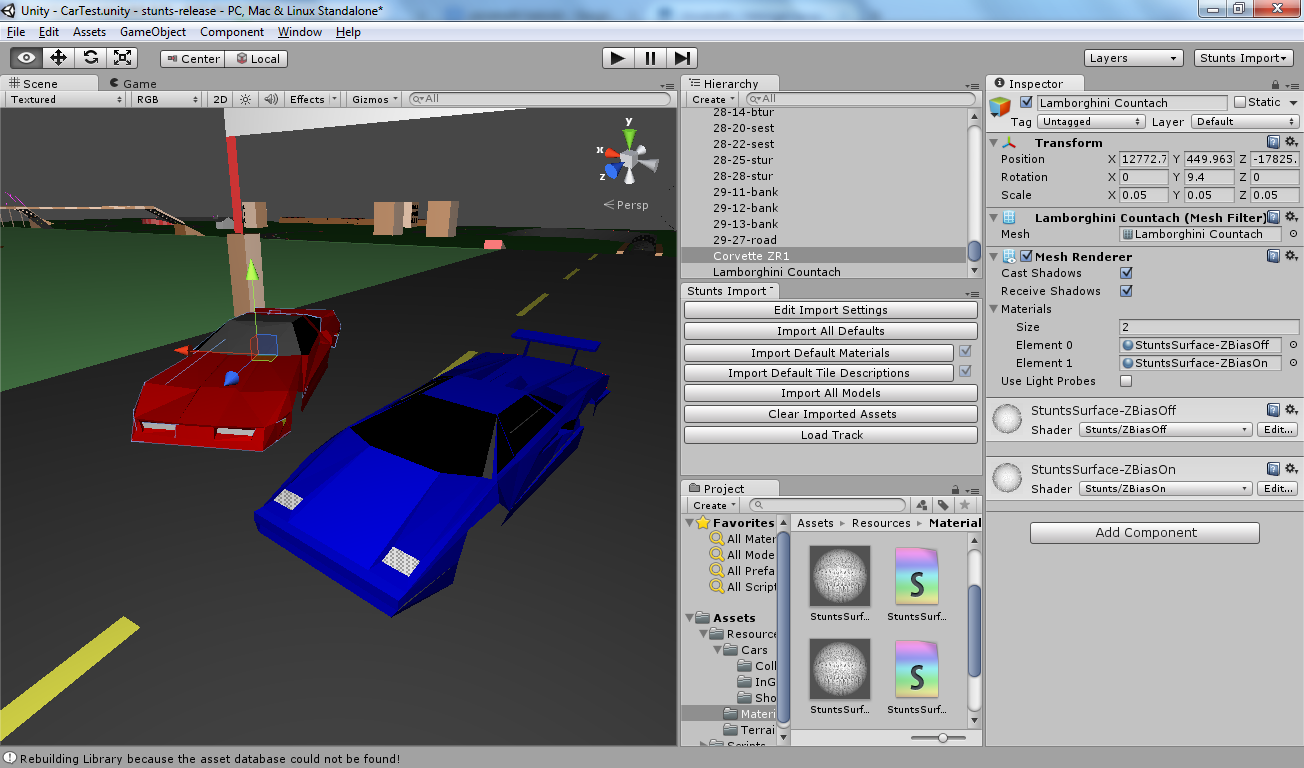 Unity - CarTest.unity - stunts-release - PC, Mac & Linux Standalone*
File Edit Assets GameObject Component Window Help
Center Local Layers Stunts Import
Scene Game
Textured RGB 2D Effects Gizmos All
y
x
z
Persp
Hierarchy
Create All
28-14-btur
28-20-sest
28-22-sest
28-25-stur
28-28-stur
29-11-bank
29-12-bank
29-13-bank
29-27-road
Corvette ZR1
Lamborghini Countach
Stunts Import
Edit Import Settings
Import All Defaults
Import Default Materials
Import Default Tile Descriptions
Import All Models
Clear Imported Assets
Load Track
Project
Create
Favorites
All Mater
All Mode
All Prefa
All Script
Assets
Resource
Cars
Coll
InG
Sho
Materi
Terrai
Scripts
Assets Resources Material
StuntsSurf... StuntsSurf...
StuntsSurf... StuntsSurf...
Inspector
Lamborghini Countach Static
Tag Untagged Layer Default
Transform
Position X 12772.7 Y 449.963 Z -17825.
Rotation X 0 Y 9.4 Z 0
Scale X 0.05 Y 0.05 Z 0.05
Lamborghini Countach (Mesh Filter)
Mesh Lamborghini Countach
Mesh Renderer
Cast Shadows
Receive Shadows
Materials
Size 2
Element 0 StuntsSurface-ZBiasOff
Element 1 StuntsSurface-ZBiasOn
Use Light Probes
StuntsSurface-ZBiasOff
Shader Stunts/ZBiasOff Edit...
StuntsSurface-ZBiasOn
Shader Stunts/ZBiasOn Edit...
Add Component
Rebuilding Library because the asset database could not be found!